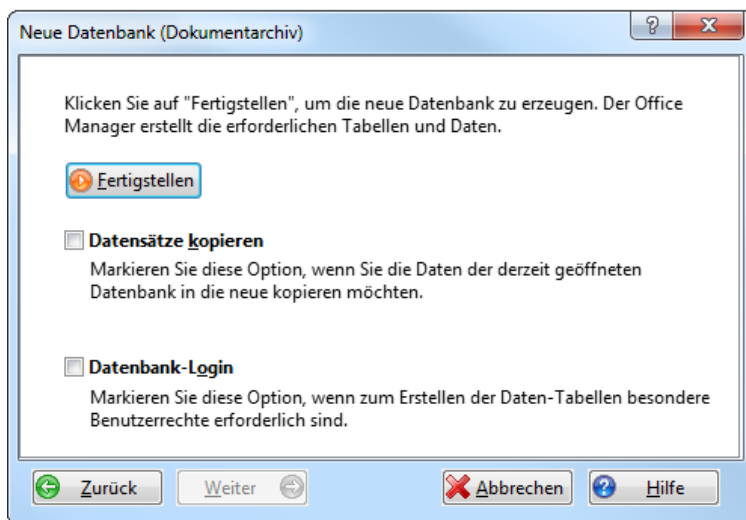 Neue Datenbank (Dokumentarchiv)
Klicken Sie auf "Fertigstellen", um die neue Datenbank zu erzeugen. Der Office
Manager erstellt die erforderlichen Tabellen und Daten.
Fertigstellen
Datensätze kopieren
Markieren Sie diese Option, wenn Sie die Daten der derzeit geöffneten
Datenbank in die neue kopieren möchten.
Datenbank-Login
Markieren Sie diese Option, wenn zum Erstellen der Daten-Tabellen besondere
Benutzerrechte erforderlich sind.
Zurück Weiter Abbrechen Hilfe